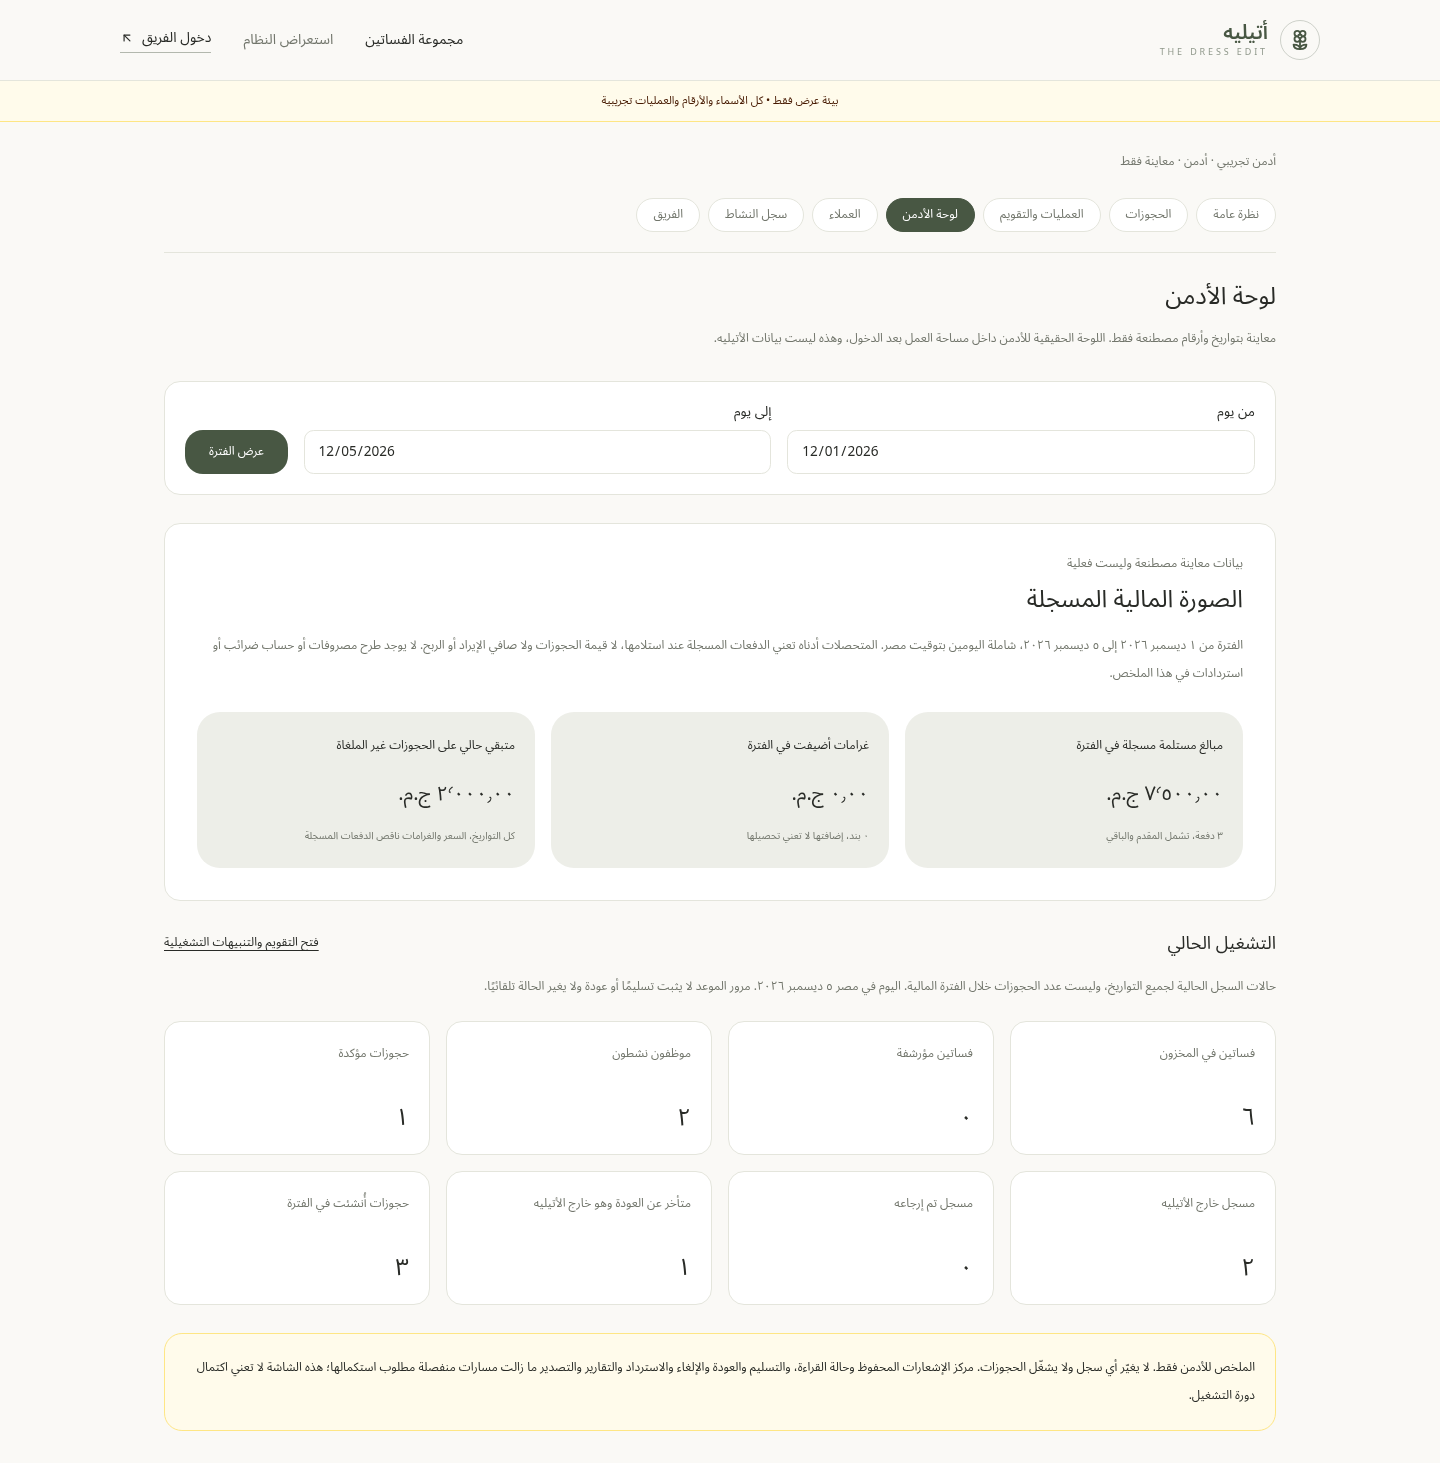 أتيليه
THE DRESS EDIT
مجموعة الفساتين
استعراض النظام
دخول الفريق
بيئة عرض فقط • كل الأسماء والأرقام والعمليات تجريبية
أدمن تجريبي · أدمن · معاينة فقط
نظرة عامة
الحجوزات
العمليات والتقويم
لوحة الأدمن
العملاء
سجل النشاط
الفريق
لوحة الأدمن
معاينة بتواريخ وأرقام مصطنعة فقط. اللوحة الحقيقية للأدمن داخل مساحة العمل بعد الدخول، وهذه ليست بيانات الأتيليه.
من يوم
إلى يوم
12/01/2026
12/05/2026
عرض الفترة
بيانات معاينة مصطنعة وليست فعلية
الصورة المالية المسجلة
الفترة من ١ ديسمبر ٢٠٢٦ إلى ٥ ديسمبر ٢٠٢٦، شاملة اليومين بتوقيت مصر. المتحصلات أدناه تعني الدفعات المسجلة عند استلامها، لا قيمة الحجوزات ولا صافي الإيراد أو الربح. لا يوجد طرح مصروفات أو حساب ضرائب أو
استردادات في هذا الملخص.
مبالغ مستلمة مسجلة في الفترة
٧٬٥٠٠٫٠٠ ج.م.
٣ دفعة، تشمل المقدم والباقي
غرامات أضيفت في الفترة
٠٫٠٠ ج.م.
٠ بند، إضافتها لا تعني تحصيلها
متبقي حالي على الحجوزات غير الملغاة
٢٬٠٠٠٫٠٠ ج.م.
كل التواريخ، السعر والغرامات ناقص الدفعات المسجلة
التشغيل الحالي
فتح التقويم والتنبيهات التشغيلية
حالات السجل الحالية لجميع التواريخ، وليست عدد الحجوزات خلال الفترة المالية. اليوم في مصر ٥ ديسمبر ٢٠٢٦. مرور الموعد لا يثبت تسليمًا أو عودة ولا يغير الحالة تلقائيًا.
فساتين في المخزون
٦
فساتين مؤرشفة
٠
موظفون نشطون
٢
حجوزات مؤكدة
١
مسجل خارج الأتيليه
٢
مسجل تم إرجاعه
٠
متأخر عن العودة وهو خارج الأتيليه
١
حجوزات أُنشئت في الفترة
٣
الملخص للأدمن فقط. لا يغيّر أي سجل ولا يشغّل الحجوزات. مركز الإشعارات المحفوظ وحالة القراءة، والتسليم والعودة والإلغاء والاسترداد والتقارير والتصدير ما زالت مسارات منفصلة مطلوب استكمالها؛ هذه الشاشة لا تعني اكتمال
دورة التشغيل.